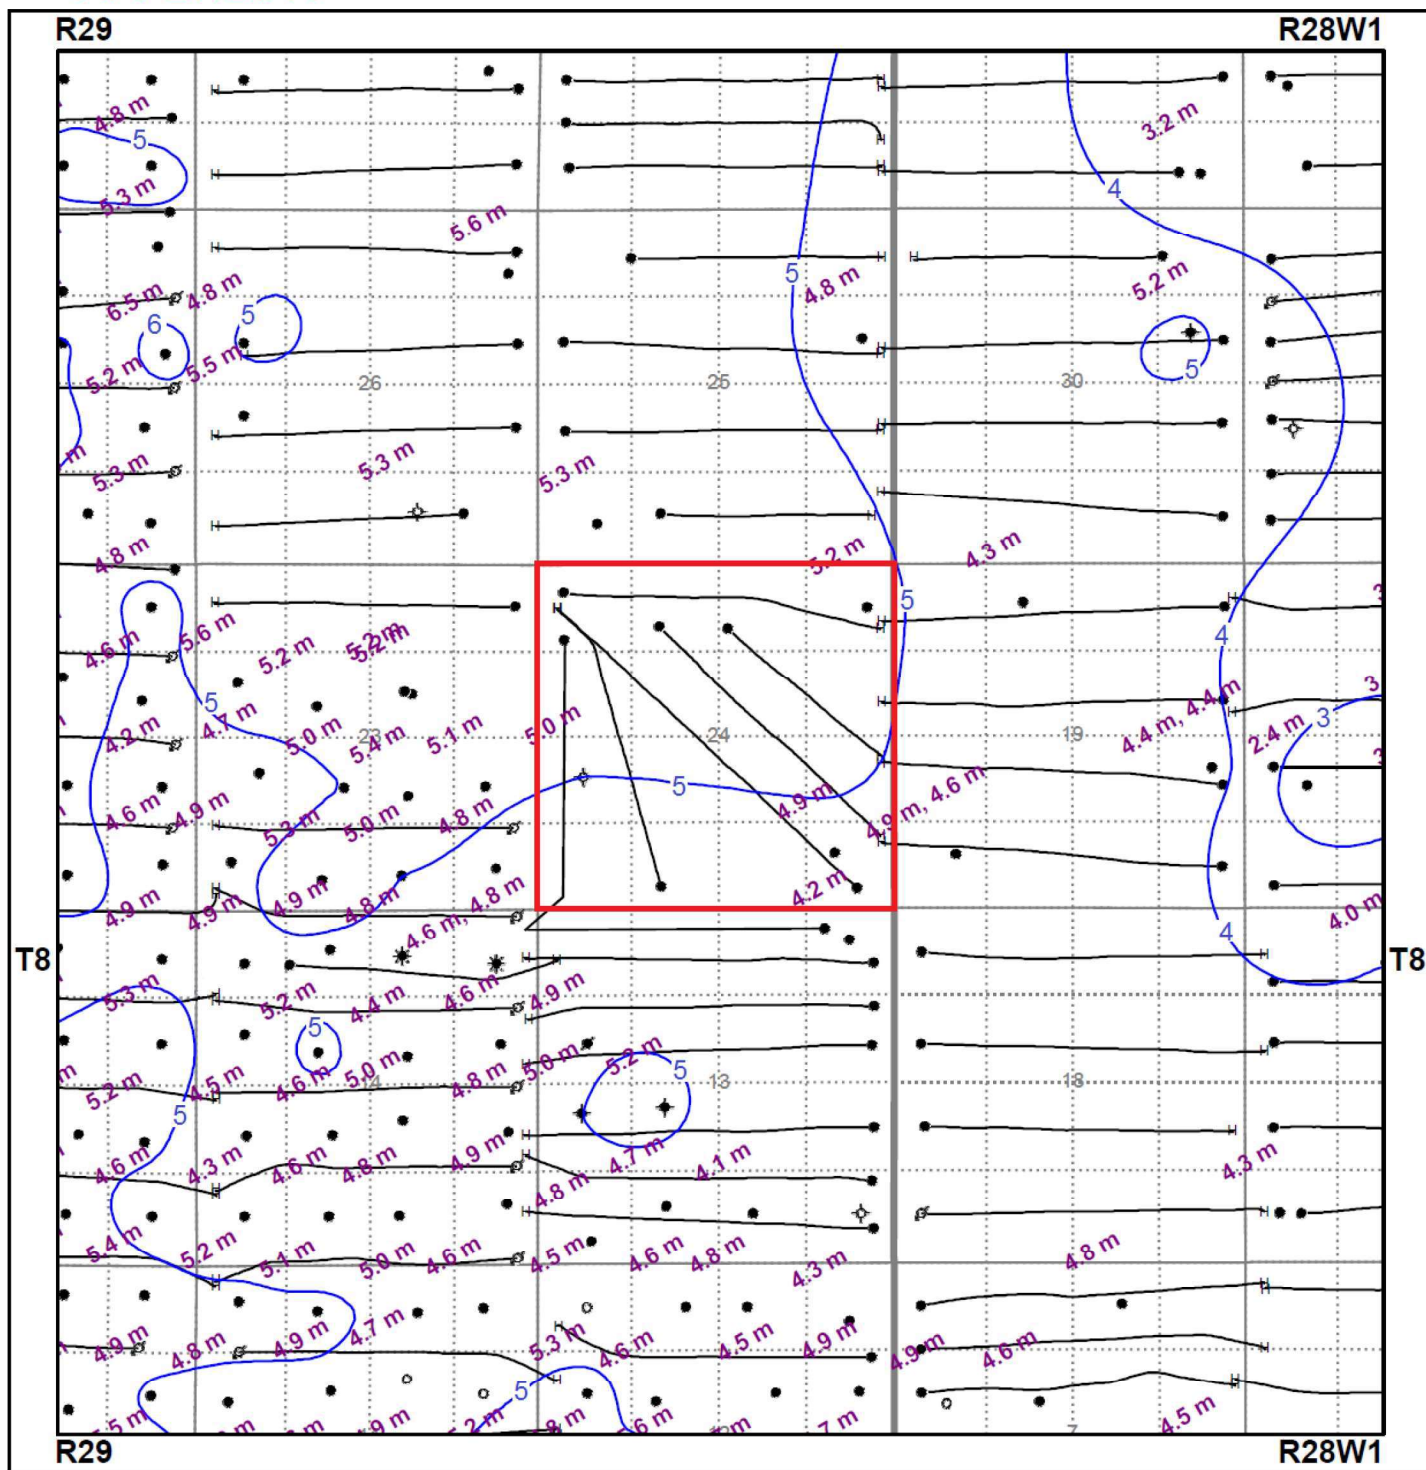 R29 R28W1
4.8 m
3.2 m
5
5.3 m
4
5.6 m
6.5 m 4.8 m
5
4.8 m
5.2 m
6
5
5.2 m 5.5 m
26
25
30
5
5.3 m
5.3 m
5.3 m
4.8 m
5.2 m
4.3 m
5
4.6 m 5.6 m
5.2 m
5.2 m
5.2 m
4
5
4.2 m 4.7 m
5.0 m
23
5.4 m
5.1 m
5.0 m
24
19
4.4 m, 4.4 m
2.4 m
3
3
5
4.6 m 4.9 m
5.3 m
5.0 m
4.8 m
4.9 m
4.9 m, 4.6 m
4.9 m
4.9 m
4.9 m
4.8 m
4.6 m, 4.8 m
4.2 m
4.0 m
4
T8 T8
5.3 m
5.2 m
4.4 m
4.6 m
4.9 m
5
5.2 m
4.5 m
4.6 m
5.0 m
4.8 m
5.0 m
5.2 m
5
13
18
5
4.6 m
4.3 m
4.6 m
4.8 m
4.9 m
4.8 m
4.7 m
4.1 m
4.3 m
5.4 m
5.2 m
5.1 m
5.0 m
4.6 m
4.5 m
4.6 m
4.8 m
4.3 m
4.8 m
4.9 m
4.8 m
4.9 m
4.7 m
5.3 m
4.6 m
4.5 m
4.9 m
4.9 m
4.6 m
5
4.5 m
7
R29 R28W1